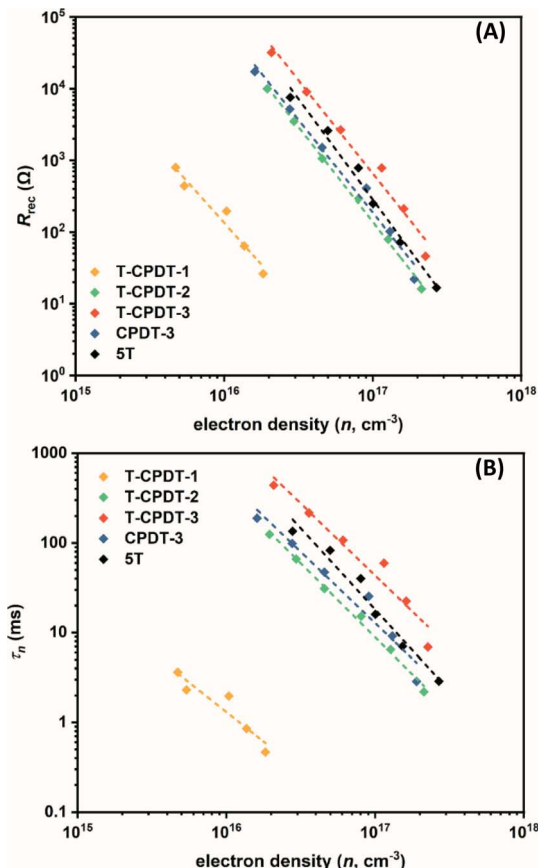 (A)
10⁵
10⁴
10³
10²
10¹
10⁰
R_rec (Ω)
T-CPDT-1
T-CPDT-2
T-CPDT-3
CPDT-3
5T
10¹⁵ 10¹⁶ 10¹⁷ 10¹⁸
electron density (n, cm⁻³)
(B)
1000
100
10
1
0.1
τ_n (ms)
T-CPDT-1
T-CPDT-2
T-CPDT-3
CPDT-3
5T
10¹⁵ 10¹⁶ 10¹⁷ 10¹⁸
electron density (n, cm⁻³)